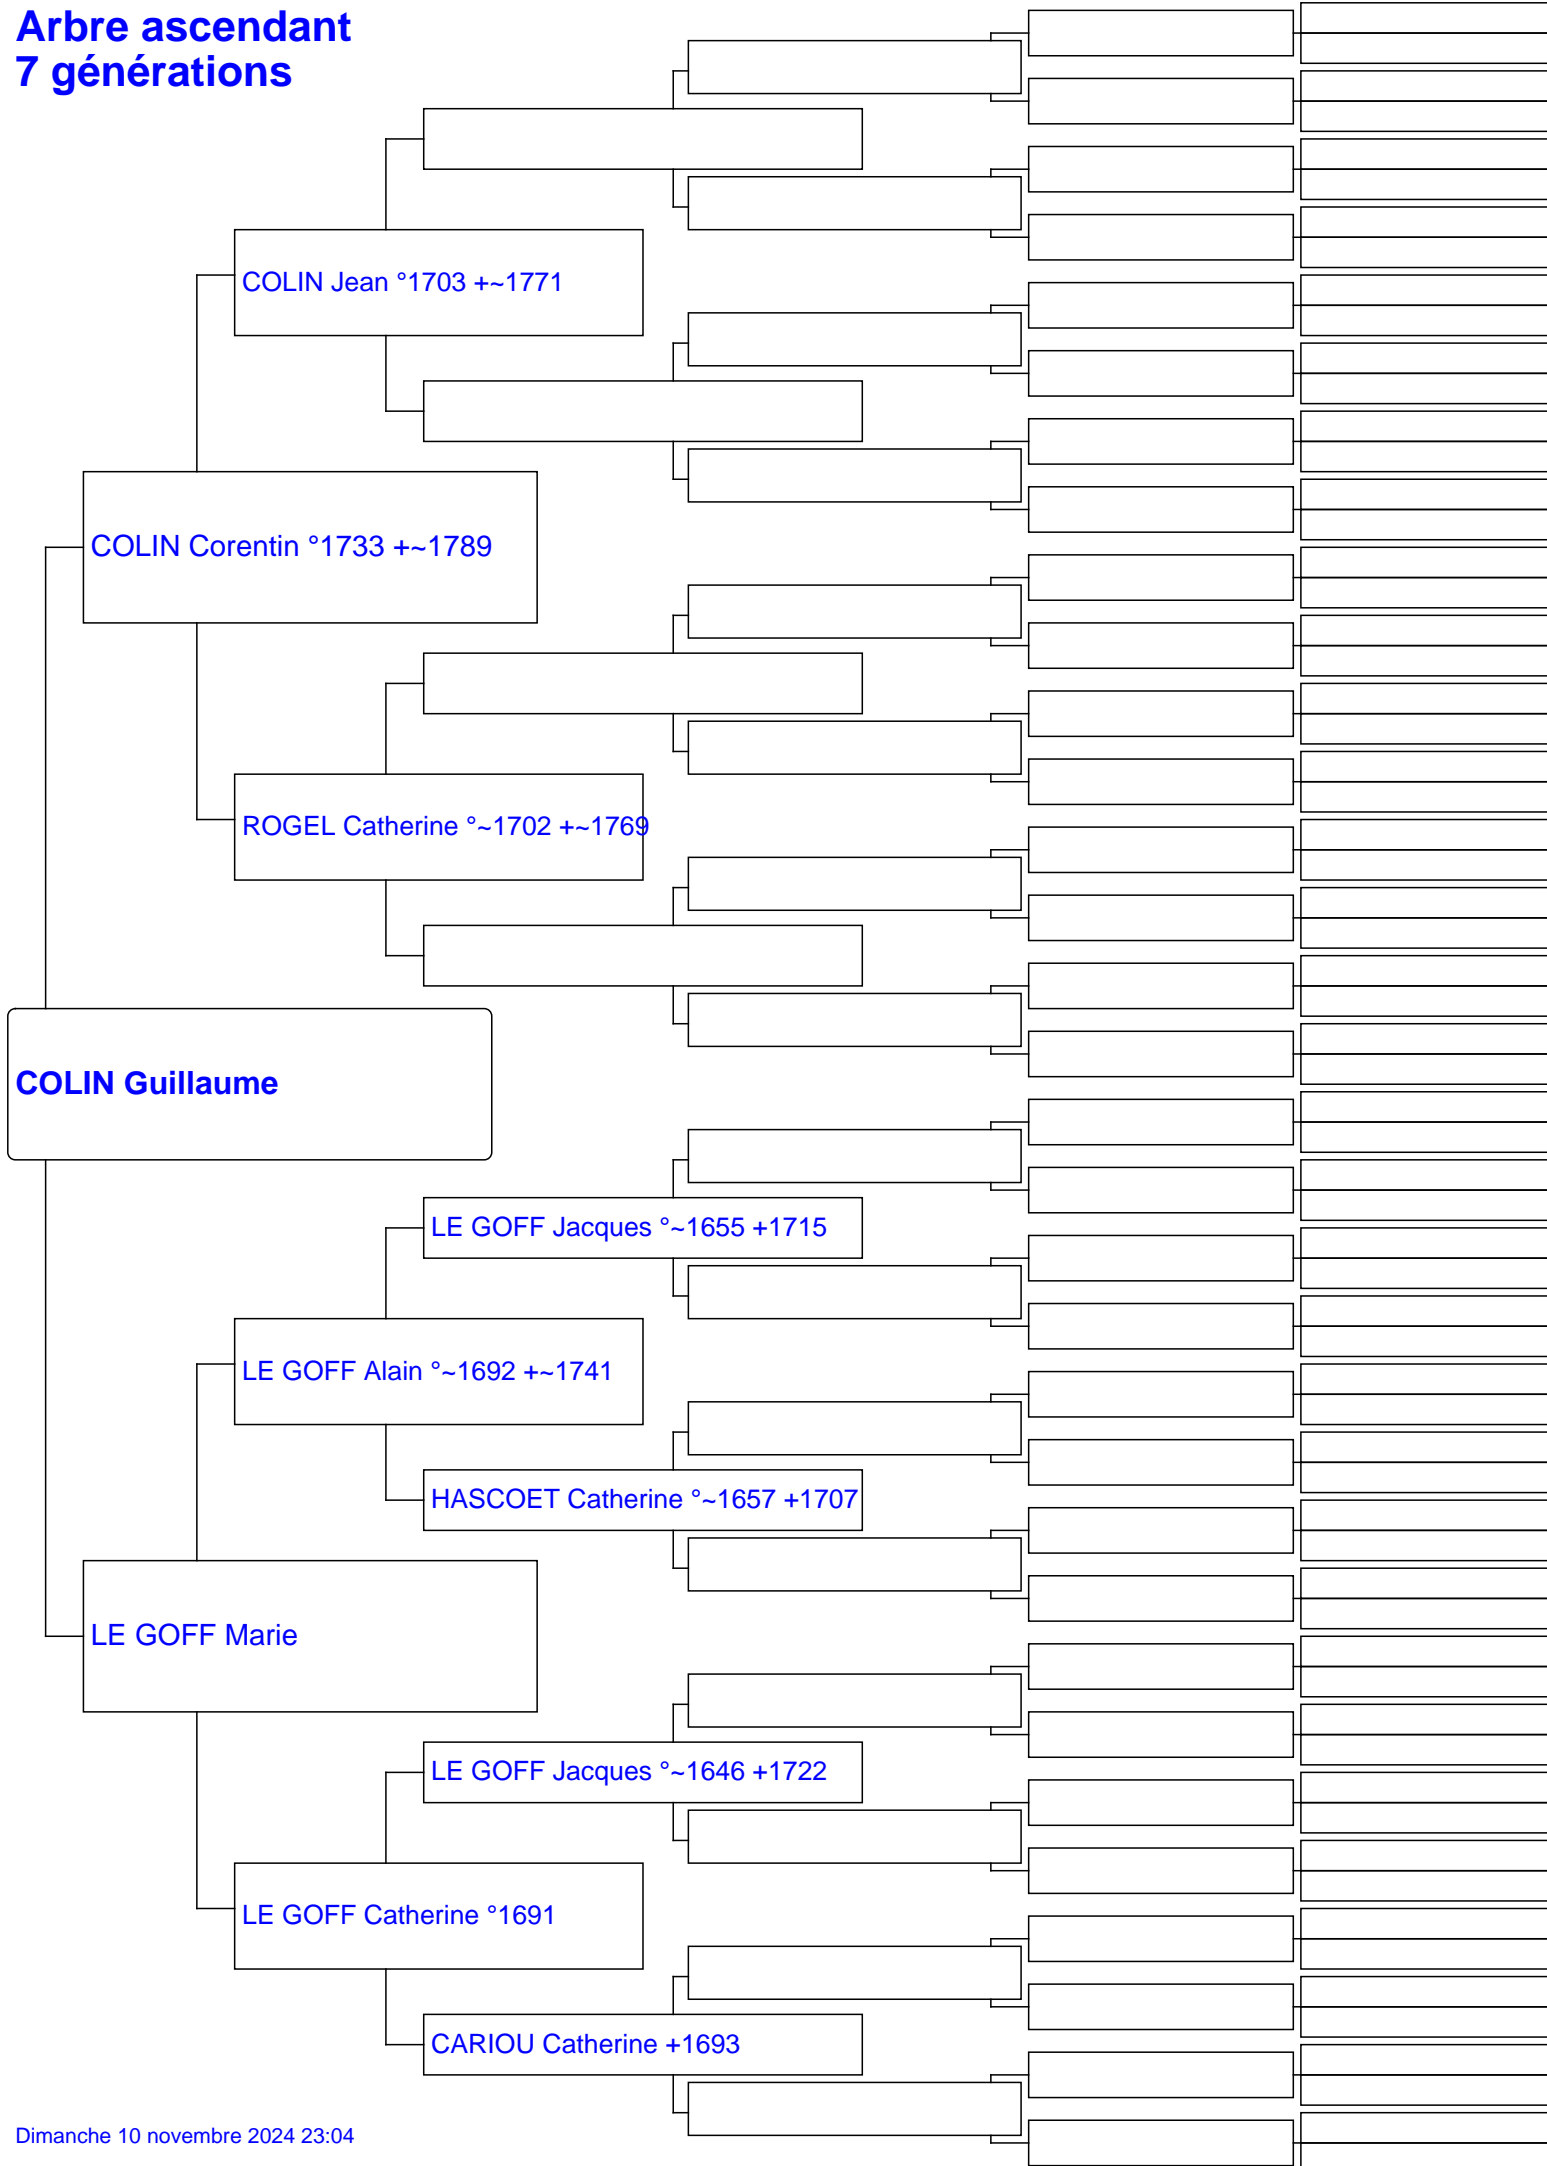 Arbre ascendant
7 générations
COLIN Jean °1703 +~1771
COLIN Corentin °1733 +~1789
ROGEL Catherine °~1702 +~1769
COLIN Guillaume
LE GOFF Jacques °~1655 +1715
LE GOFF Alain °~1692 +~1741
HASCOET Catherine °~1657 +1707
LE GOFF Marie
LE GOFF Jacques °~1646 +1722
LE GOFF Catherine °1691
CARIOU Catherine +1693
Dimanche 10 novembre 2024 23:04